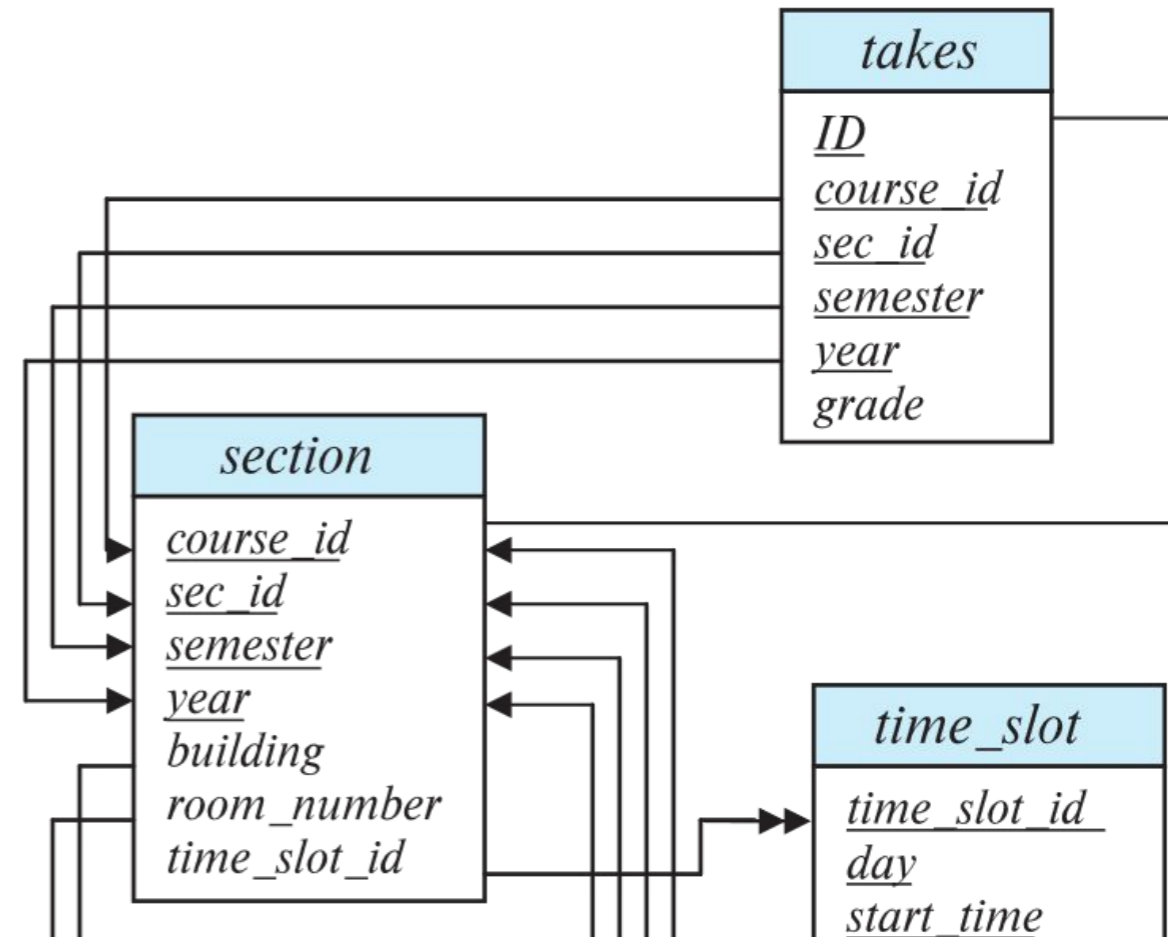 takes
ID
course_id
sec_id
semester
year
grade
section
course_id
sec_id
semester
year
building
room_number
time_slot_id
time_slot
time_slot_id
day
start_time